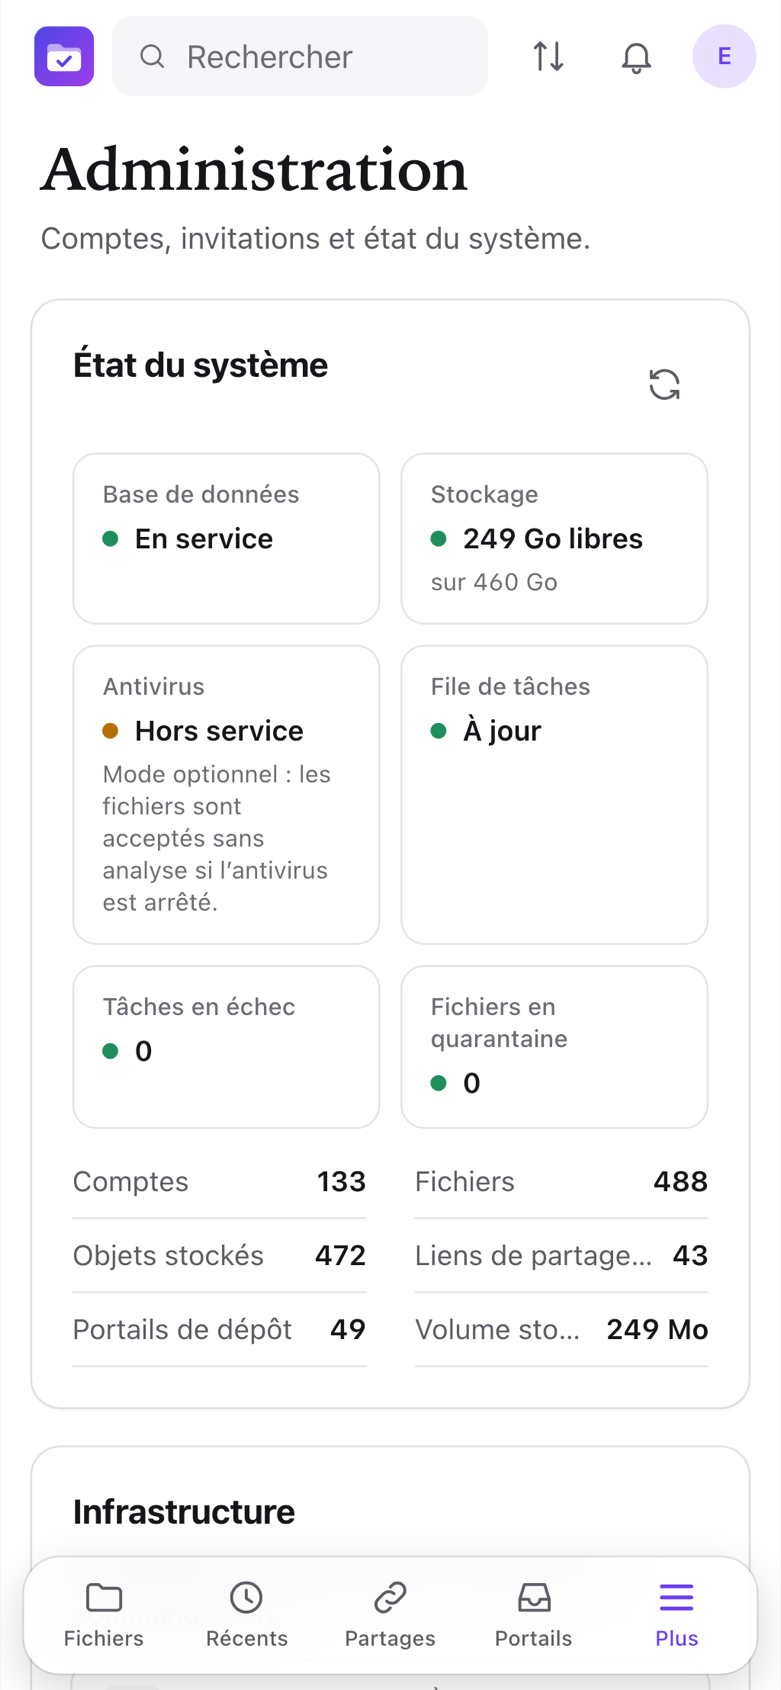 Rechercher
E
Administration
Comptes, invitations et état du système.
État du système
Base de données
En service
Stockage
249 Go libres
sur 460 Go
Antivirus
Hors service
Mode optionnel : les
fichiers sont
acceptés sans
analyse si l’antivirus
est arrêté.
File de tâches
À jour
Tâches en échec
0
Fichiers en
quarantaine
0
Comptes 133
Fichiers 488
Objets stockés 472
Liens de partage... 43
Portails de dépôt 49
Volume sto... 249 Mo
Infrastructure
Fichiers
Récents
Partages
Portails
Plus